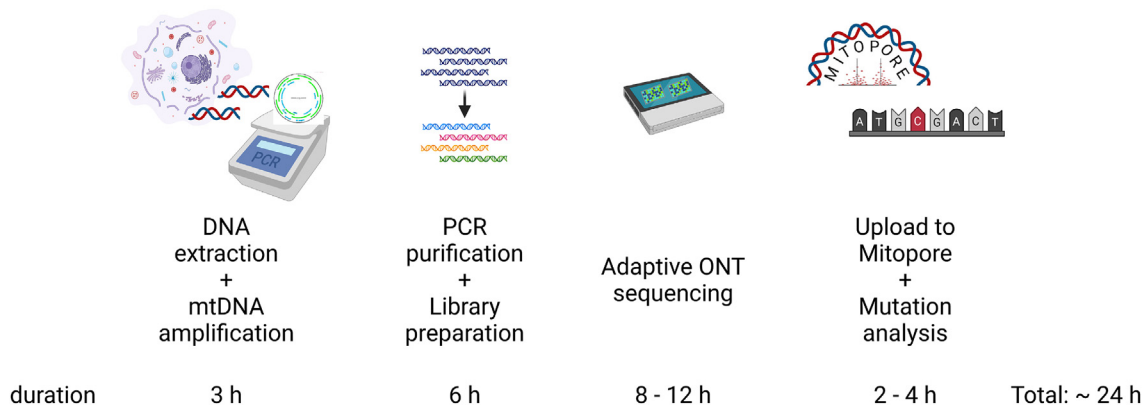 MITOPORE
PCR
A T G C G A C T
DNA
extraction
+
mtDNA
amplification
PCR
purification
+
Library
preparation
Adaptive ONT
sequencing
Upload to
Mitopore
+
Mutation
analysis
duration 3 h 6 h 8 - 12 h 2 - 4 h Total: ~ 24 h